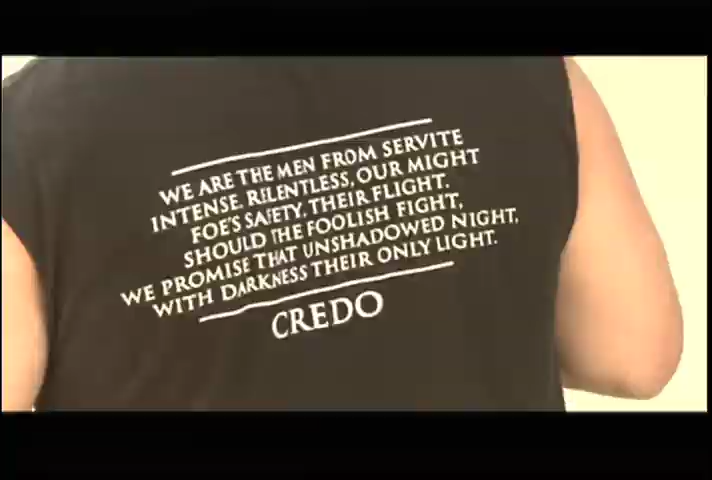 WE ARE THE MEN FROM SERVITE
INTENSE. RELENTLESS, OUR MIGHT
FOE'S SAFETY, THEIR FLIGHT.
SHOULD THE FOOLISH FIGHT,
WE PROMISE THAT UNSHADOWED NIGHT,
WITH DARKNESS THEIR ONLY LIGHT.
CREDO